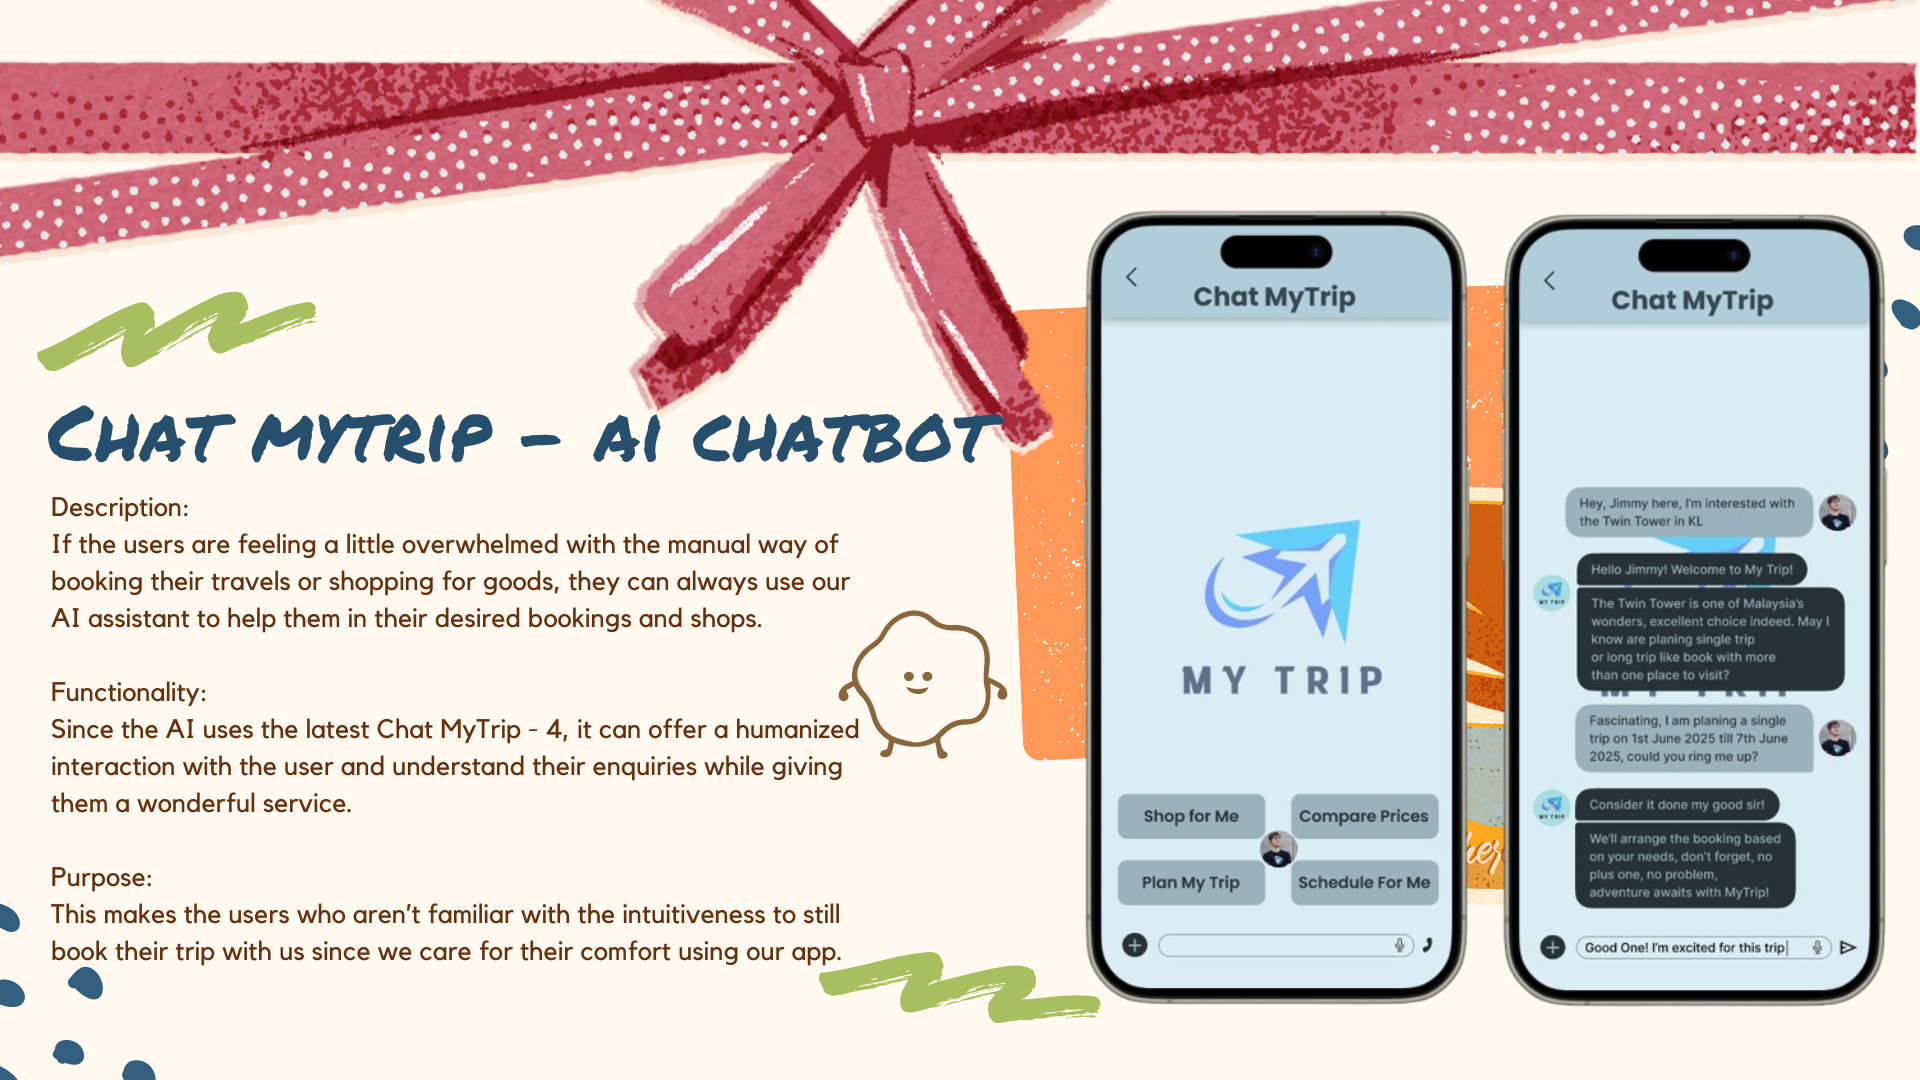 Chat MyTrip - AI Chatbot
Description:
If the users are feeling a little overwhelmed with the manual way of
booking their travels or shopping for goods, they can always use our
AI assistant to help them in their desired bookings and shops.
Functionality:
Since the AI uses the latest Chat MyTrip - 4, it can offer a humanized
interaction with the user and understand their enquiries while giving
them a wonderful service.
Purpose:
This makes the users who aren't familiar with the intuitiveness to still
book their trip with us since we care for their comfort using our app.
Chat MyTrip
MY TRIP
Shop for Me
Compare Prices
Plan My Trip
Schedule For Me
Chat MyTrip
Hey, Jimmy here, I'm interested with
the Twin Tower in KL
Hello Jimmy! Welcome to My Trip!
MY TRIP
The Twin Tower is one of Malaysia's
wonders, excellent choice indeed. May I
know are planing single trip
or long trip like book with more
than one place to visit?
Fascinating, I am planing a single
trip on 1st June 2025 till 7th June
2025, could you ring me up?
Consider it done my good sir!
MY TRIP
We'll arrange the booking based
on your needs, don't forget, no
plus one, no problem,
adventure awaits with MyTrip!
Good One! I'm excited for this trip